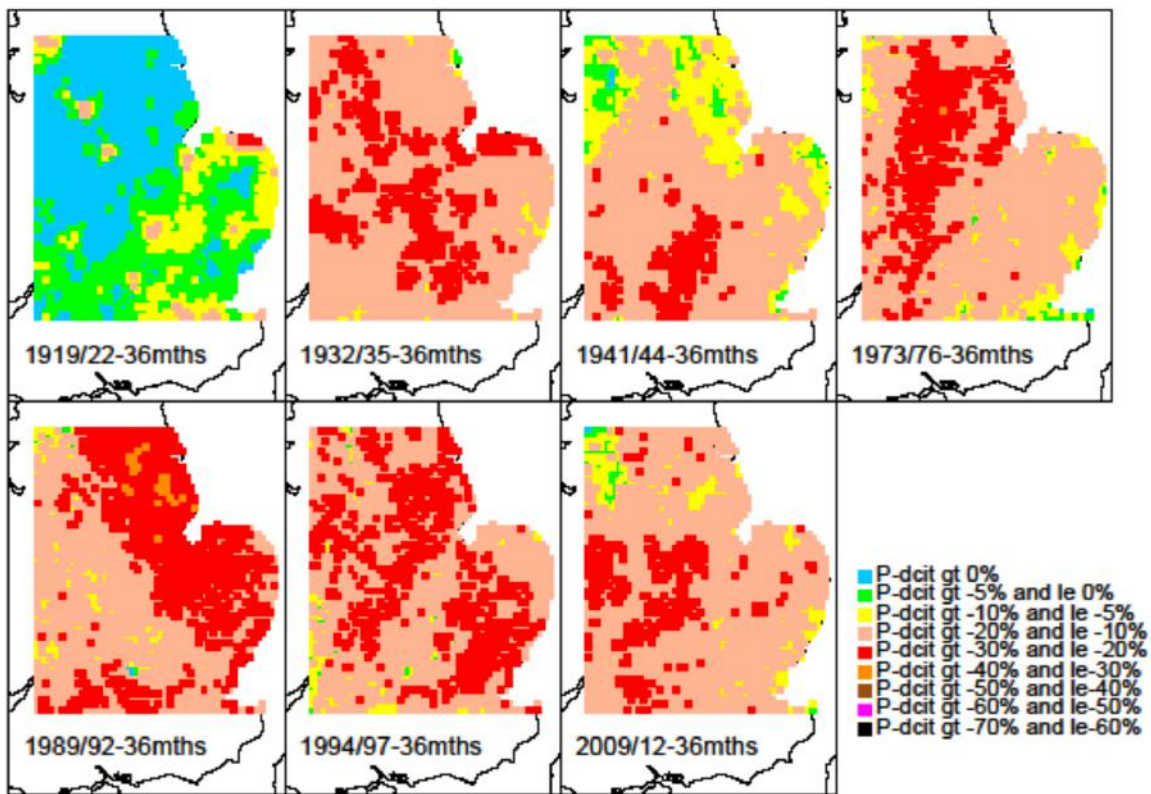 1919/22-36mths
1932/35-36mths
1941/44-36mths
1973/76-36mths
1989/92-36mths
1994/97-36mths
2009/12-36mths
P-dcit gt 0%
P-dcit gt -5% and le 0%
P-dcit gt -10% and le -5%
P-dcit gt -20% and le -10%
P-dcit gt -30% and le -20%
P-dcit gt -40% and le-30%
P-dcit gt -50% and le-40%
P-dcit gt -60% and le-50%
P-dcit gt -70% and le-60%